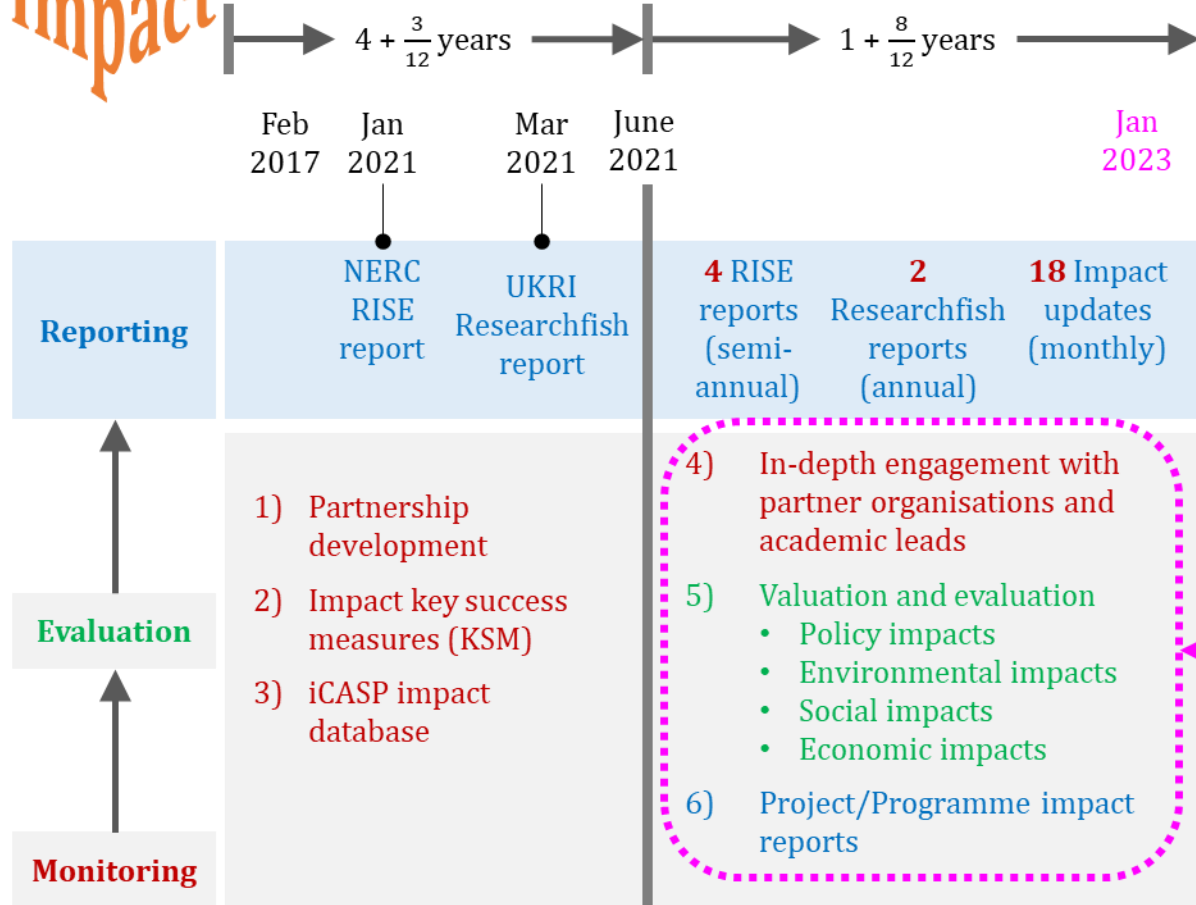 Impact
4 + 3/12 years
1 + 8/12 years
Feb
2017
Jan
2021
Mar
2021
June
2021
Jan
2023
Reporting
NERC
RISE
report
UKRI
Researchfish
report
4 RISE
reports
(semi-
annual)
2
Researchfish
reports
(annual)
18 Impact
updates
(monthly)
Evaluation
Monitoring
1) Partnership
development
2) Impact key success
measures (KSM)
3) iCASP impact
database
4) In-depth engagement with
partner organisations and
academic leads
5) Valuation and evaluation
• Policy impacts
• Environmental impacts
• Social impacts
• Economic impacts
6) Project/Programme impact
reports